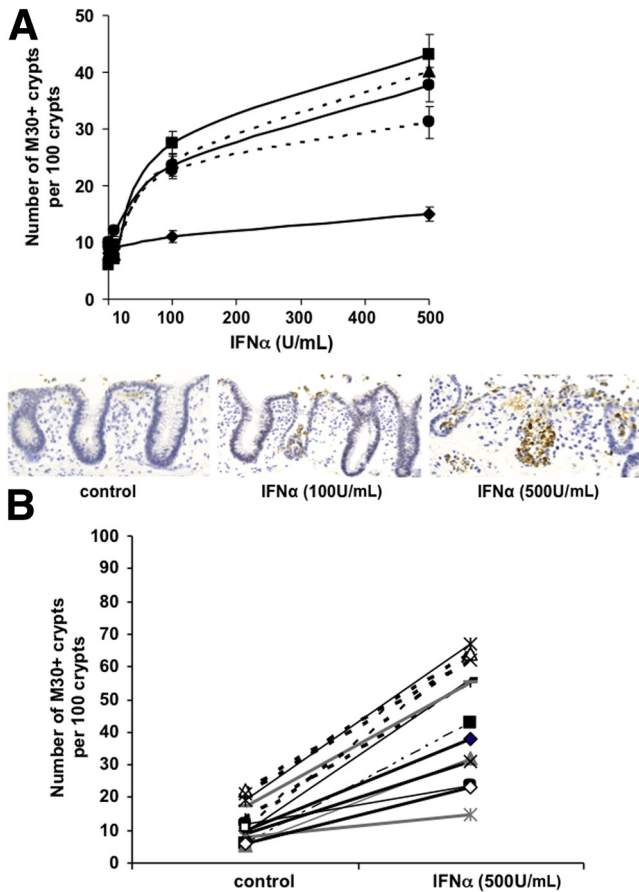 A
Number of M30+ crypts
per 100 crypts
50
40
30
20
10
0
10 100 200 300 400 500
IFNα (U/mL)
control IFNα (100U/mL) IFNα (500U/mL)
B
Number of M30+ crypts
per 100 crypts
100
90
80
70
60
50
40
30
20
10
0
control IFNα (500U/mL)